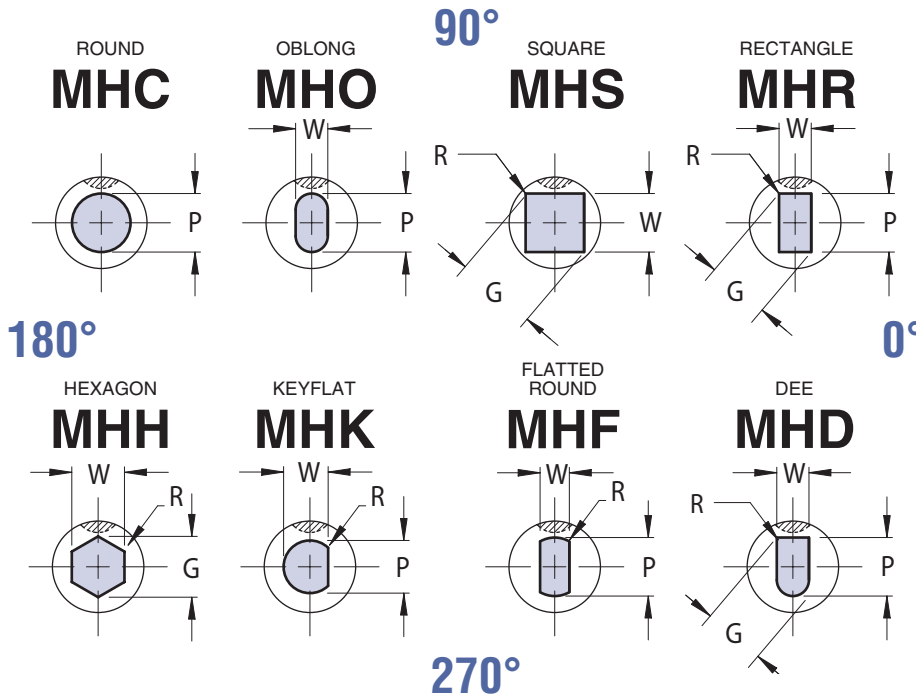 90°
ROUND
MHC
P
OBLONG
MHO
W
P
SQUARE
MHS
R
W
G
RECTANGLE
MHR
W
R
P
G
180°
0°
HEXAGON
MHH
W
R
G
KEYFLAT
MHK
W
R
P
FLATTED
ROUND
MHF
W
R
P
DEE
MHD
W
R
P
G
270°